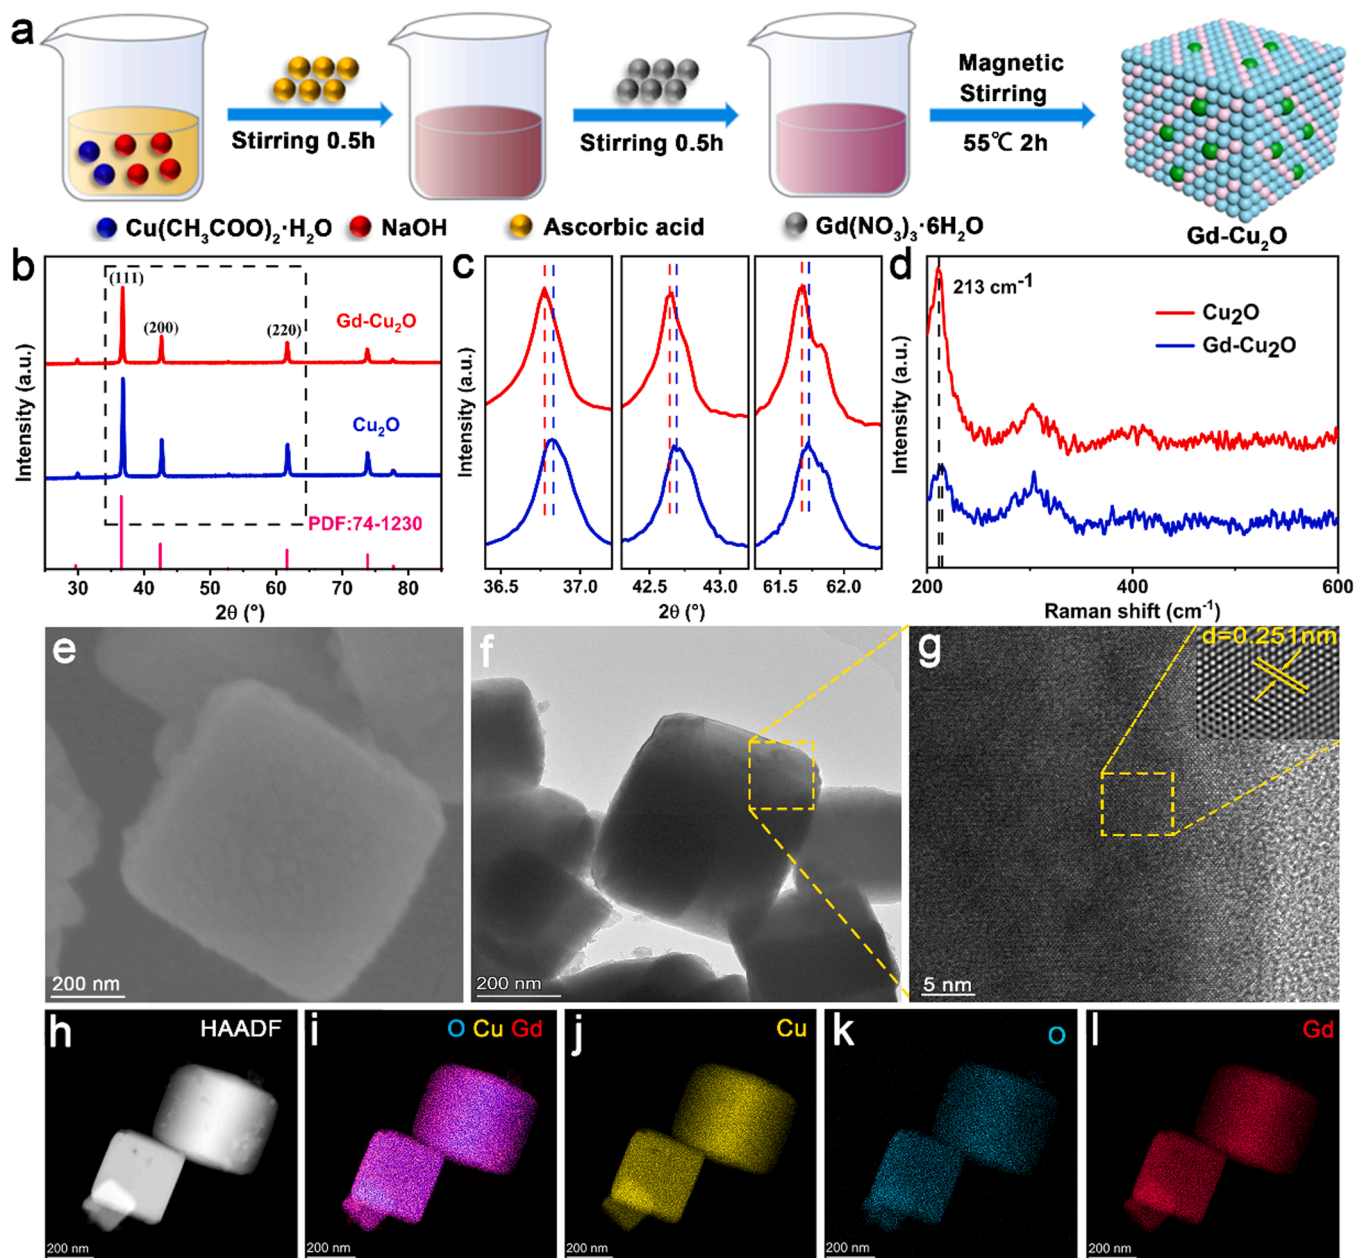 a
Stirring 0.5h
Stirring 0.5h
Magnetic
Stirring
55℃ 2h
Cu(CH₃COO)₂·H₂O
NaOH
Ascorbic acid
Gd(NO₃)₃·6H₂O
Gd-Cu₂O
b
(111)
(200)
(220)
Gd-Cu₂O
Cu₂O
PDF:74-1230
Intensity (a.u.)
30 40 50 60 70 80
2θ (°)
c
Intensity (a.u.)
36.5 37.0 42.5 43.0 61.5 62.0
2θ (°)
d
213 cm⁻¹
Cu₂O
Gd-Cu₂O
Intensity (a.u.)
200 400 600
Raman shift (cm⁻¹)
e
200 nm
f
200 nm
g
d=0.251nm
5 nm
h
HAADF
200 nm
i
O Cu Gd
200 nm
j
Cu
200 nm
k
O
200 nm
l
Gd
200 nm